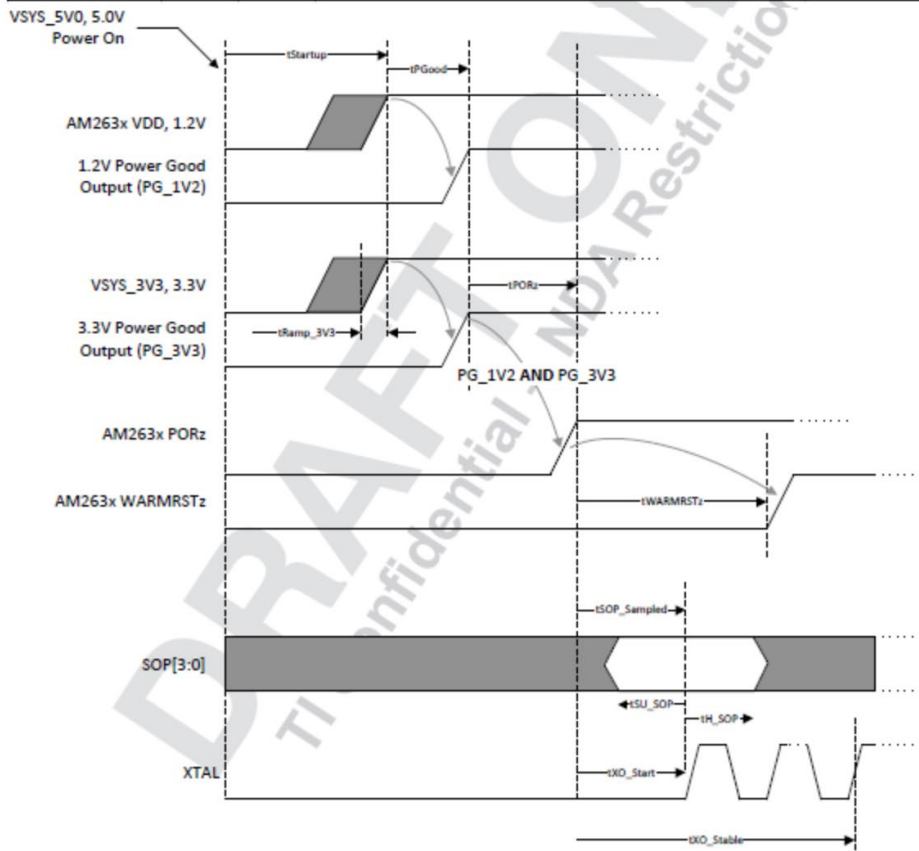 VSYS_5V0, 5.0V
Power On
tStartup
tPGood
AM263x VDD, 1.2V
1.2V Power Good
Output (PG_1V2)
VSYS_3V3, 3.3V
tPORz
3.3V Power Good
Output (PG_3V3)
tRamp_3V3
PG_1V2 AND PG_3V3
AM263x PORz
AM263x WARMRSTz
tWARMRSTz
tSOP_Sampled
SOP[3:0]
tSU_SOP
tH_SOP
XTAL
tXO_Start
tXO_Stable
DRAFT ON
TI Confidential - NDA Restriction